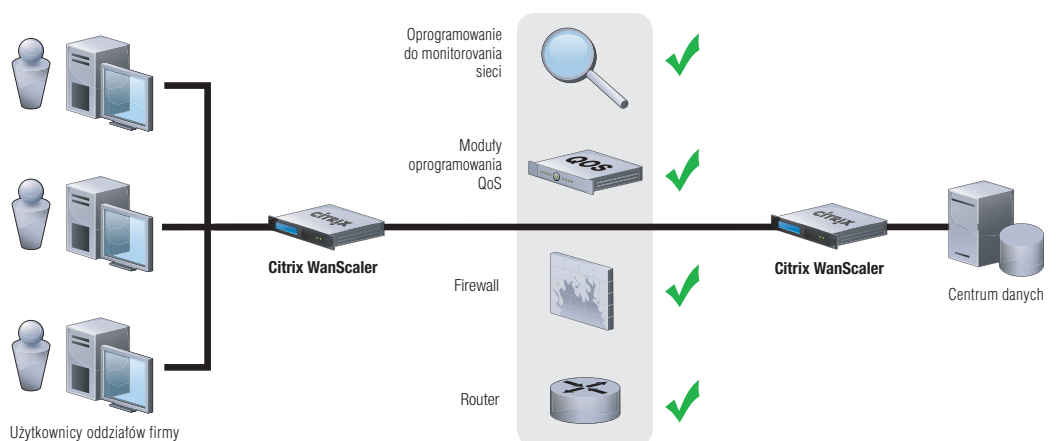 Oprogramowanie
do monitorovania
sieci
Moduły
oprogramowania
QoS
QOS
CITRIX
Citrix WanScaler
CITRIX
Citrix WanScaler
Firewall
Centrum danych
Router
Użytkownicy oddziałów firmy